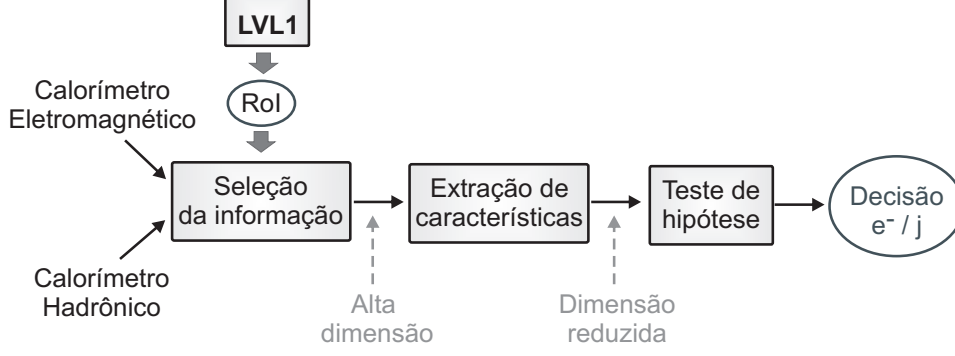 LVL1
RoI
Calorímetro
Eletromagnético
Seleção
da informação
Extração de
características
Teste de
hipótese
Decisão
e- / j
Calorímetro
Hadrônico
Alta
dimensão
Dimensão
reduzida